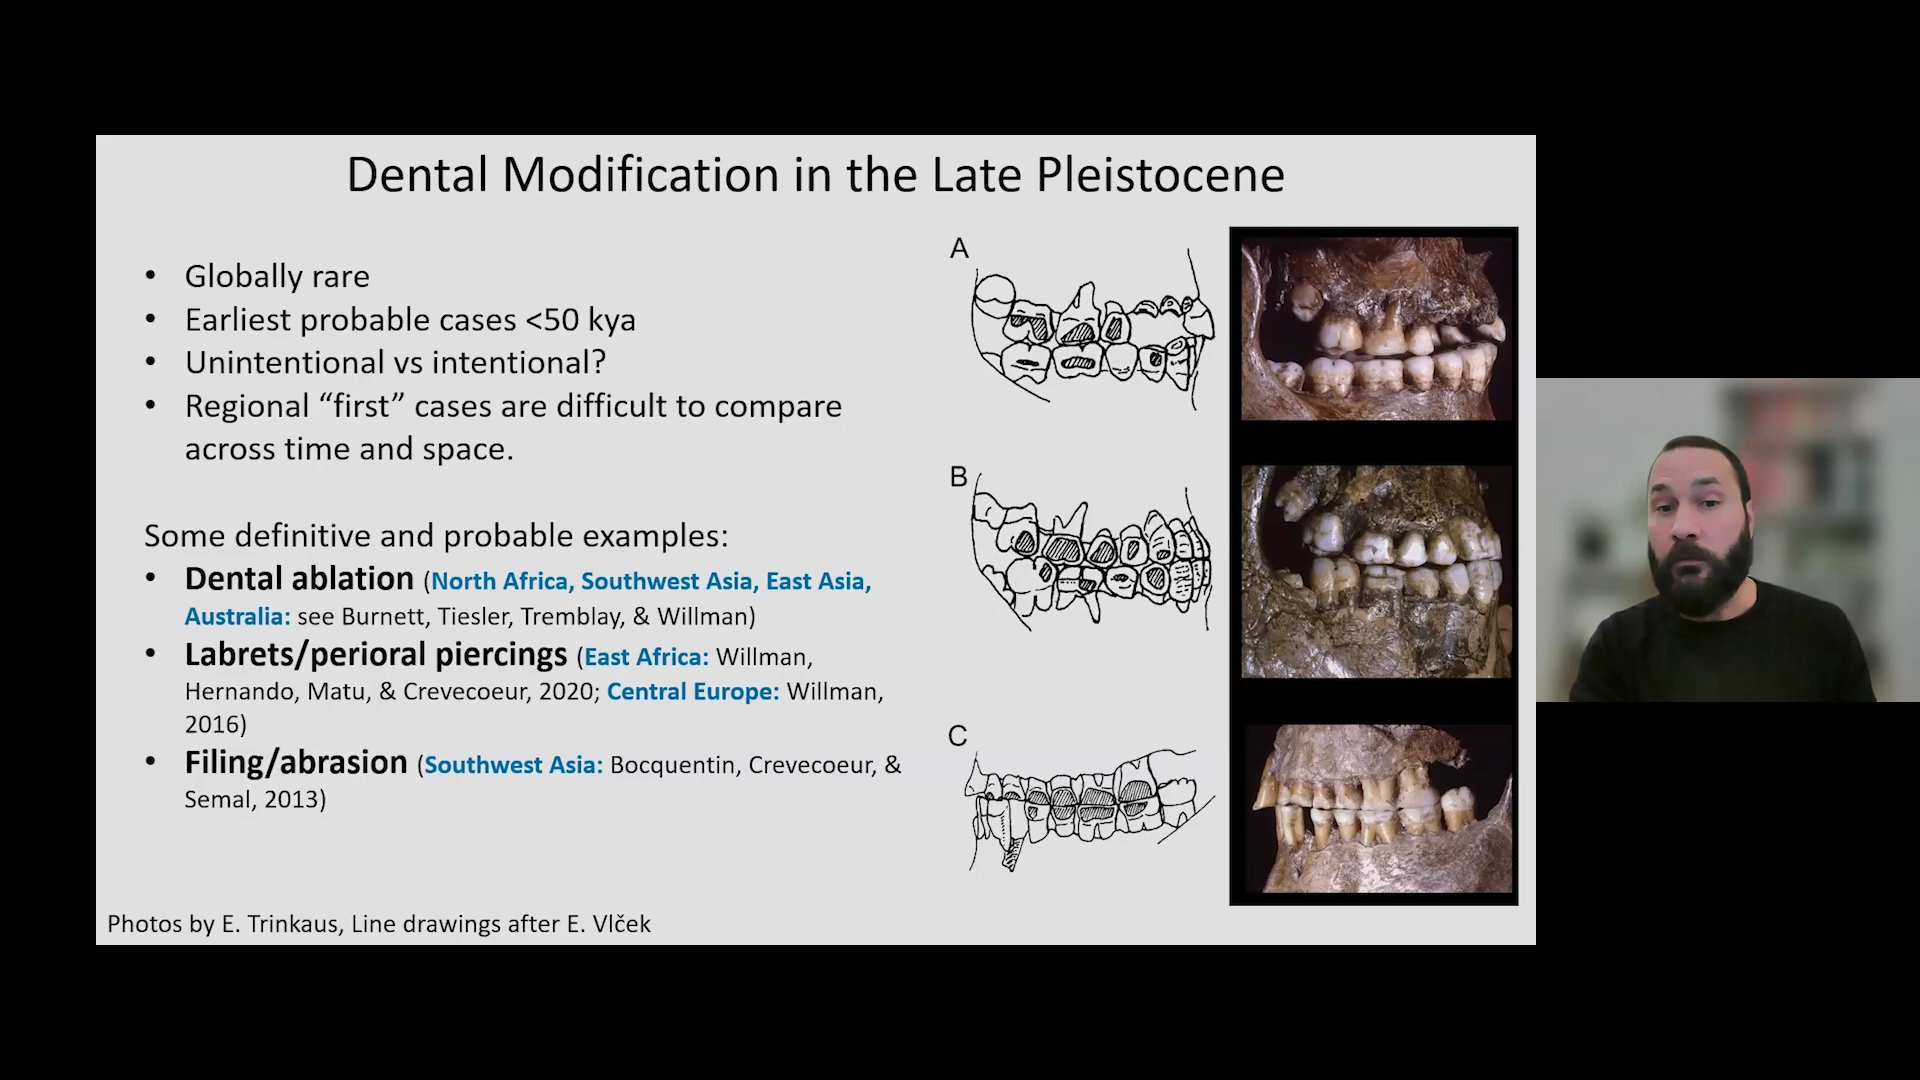 Dental Modification in the Late Pleistocene
• Globally rare
• Earliest probable cases <50 kya
• Unintentional vs intentional?
• Regional “first” cases are difficult to compare
across time and space.
Some definitive and probable examples:
• Dental ablation (North Africa, Southwest Asia, East Asia,
Australia: see Burnett, Tiesler, Tremblay, & Willman)
• Labrets/perioral piercings (East Africa: Willman,
Hernando, Matu, & Crevecoeur, 2020; Central Europe: Willman,
2016)
• Filing/abrasion (Southwest Asia: Bocquentin, Crevecoeur, &
Semal, 2013)
A
B
C
Photos by E. Trinkaus, Line drawings after E. Vlček